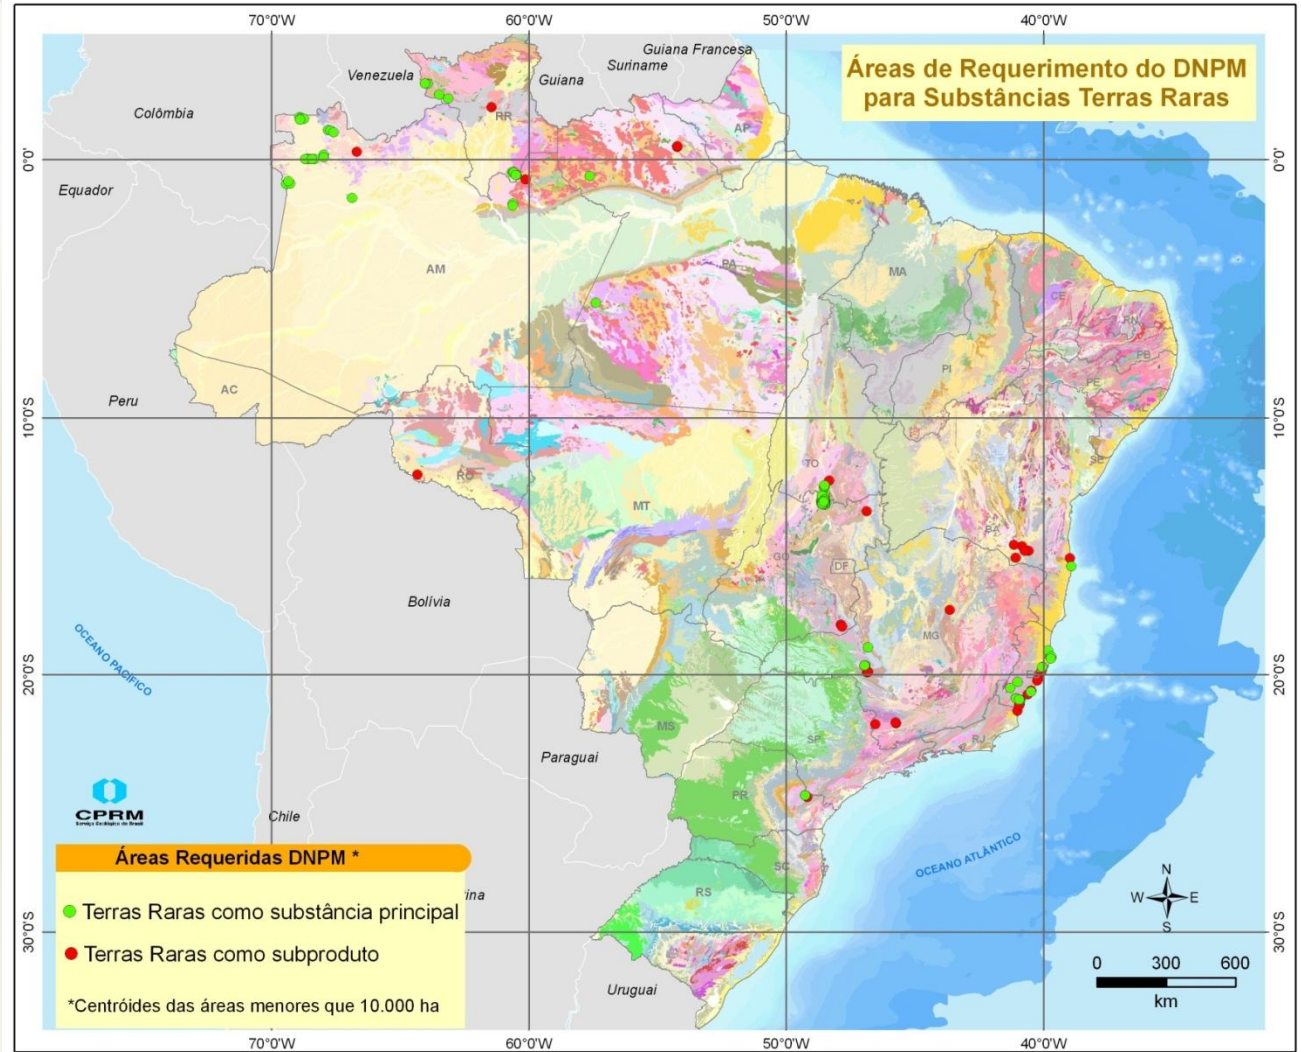 70°0'W 60°0'W 50°0'W 40°0'W
Guiana Francesa
Suriname
Venezuela
Guiana
Áreas de Requerimento do DNPM
para Substâncias Terras Raras
Colômbia
RR
AP
0°0'
0°0'
Equador
AM
PA
MA
CE
RN
PB
PI
PE
AC
AL
Peru
10°0'S
10°0'S
SE
TO
RO
MT
BA
GO
DF
Bolívia
MG
OCEANO PACÍFICO
20°0'S
20°0'S
MS
SP
RJ
Paraguai
PR
CPRM
Serviço Geológico do Brasil
Chile
OCEANO ATLÂNTICO
Áreas Requeridas DNPM *
SC
RS
ina
N
W E
S
Terras Raras como substância principal
30°0'S
30°0'S
Terras Raras como subproduto
0 300 600
km
Uruguai
*Centróides das áreas menores que 10.000 ha
70°0'W 60°0'W 50°0'W 40°0'W